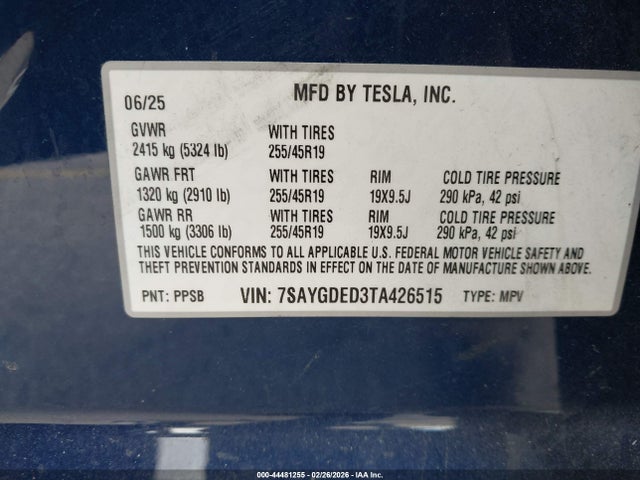 06/25 MFD BY TESLA, INC.
GVWR WITH TIRES
2415 kg (5324 lb) 255/45R19
GAWR FRT WITH TIRES RIM COLD TIRE PRESSURE
1320 kg (2910 lb) 255/45R19 19X9.5J 290 kPa, 42 psi
GAWR RR WITH TIRES RIM COLD TIRE PRESSURE
1500 kg (3306 lb) 255/45R19 19X9.5J 290 kPa, 42 psi
THIS VEHICLE CONFORMS TO ALL APPLICABLE U.S. FEDERAL MOTOR VEHICLE SAFETY AND
THEFT PREVENTION STANDARDS IN EFFECT ON THE DATE OF MANUFACTURE SHOWN ABOVE.
PNT: PPSB VIN: 7SAYGDED3TA426515 TYPE: MPV
000-44481255 - 02/26/2026 - IAA Inc.